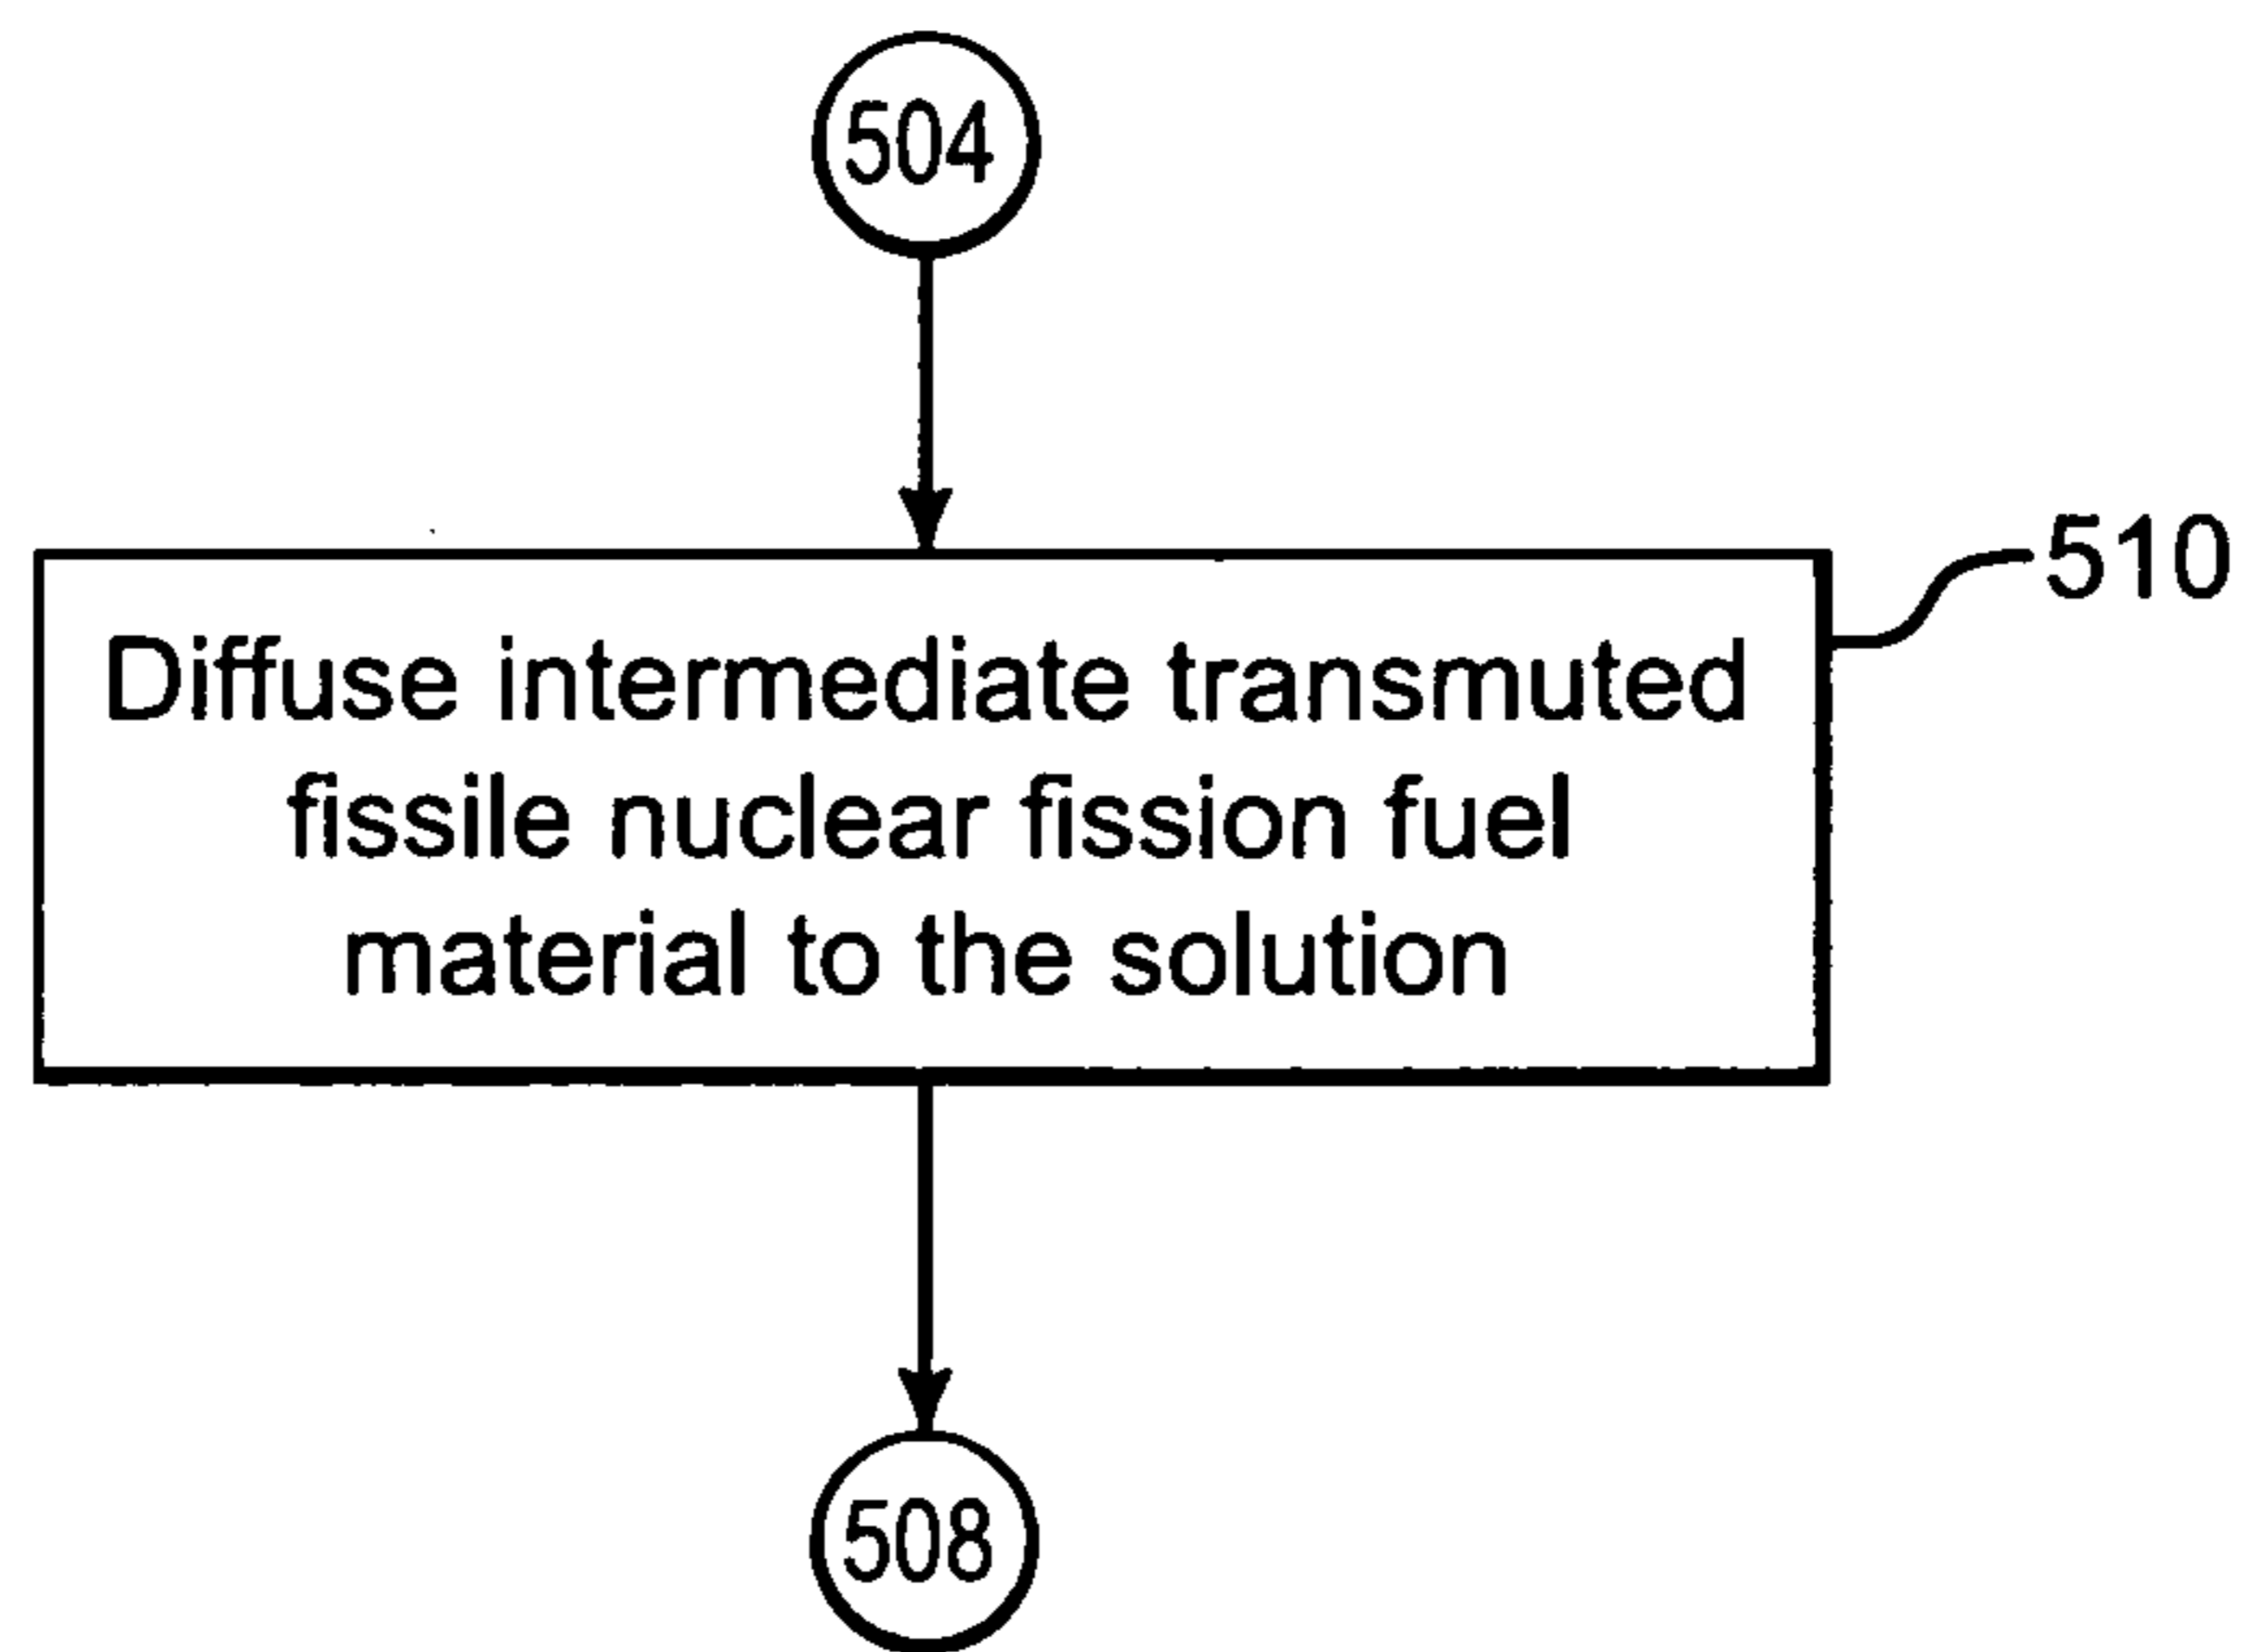 504
510
Diffuse intermediate transmuted
fissile nuclear fission fuel
material to the solution
508